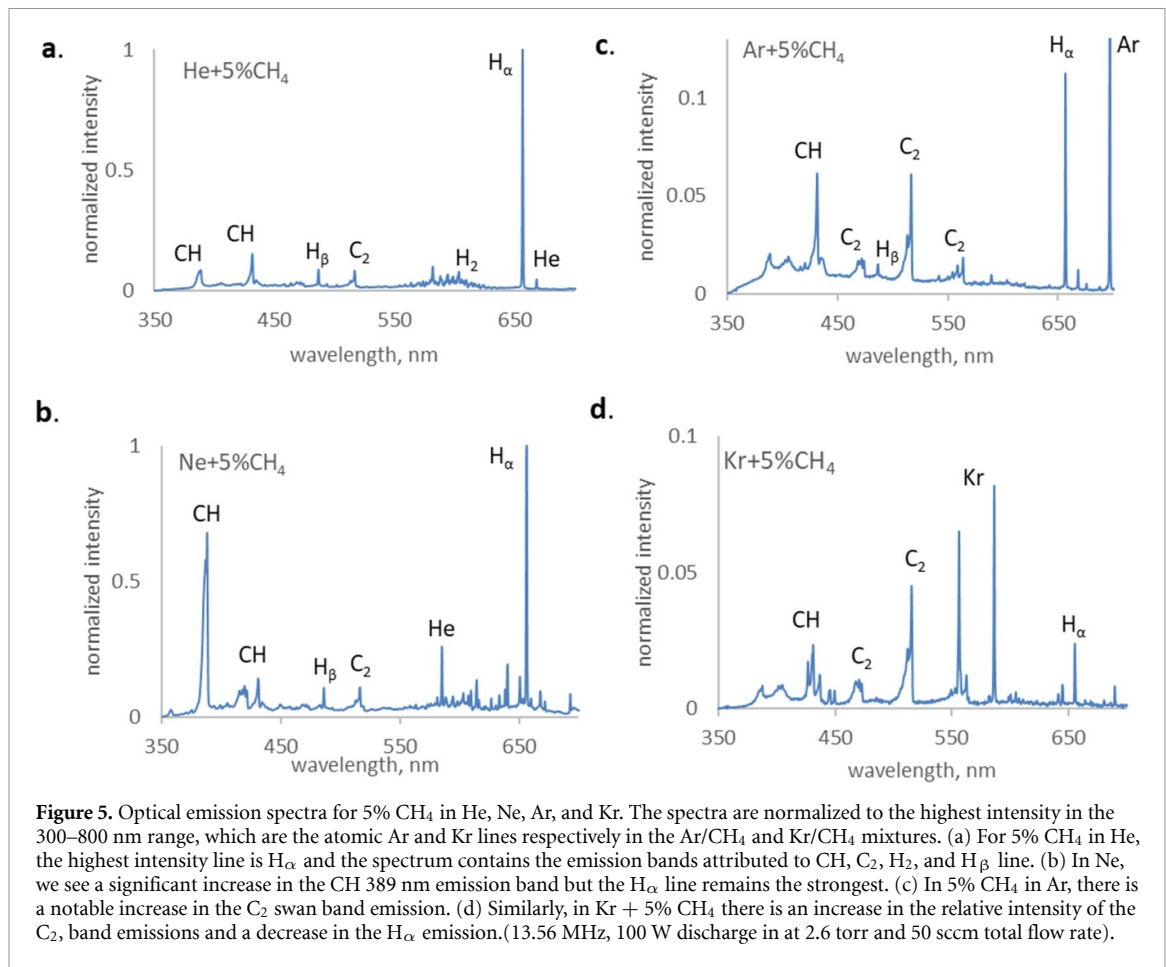 a.
He+5%CH₄
normalized intensity
1
0.5
0
CH
CH
Hβ
C₂
H₂
Hα
He
350
450
550
650
wavelength, nm
c.
Ar+5%CH₄
normalized intensity
0.1
0.05
0
CH
C₂
Hβ
C₂
C₂
Hα
Ar
350
450
550
650
wavelength, nm
b.
Ne+5%CH₄
normalized intensity
1
0.5
0
CH
CH
Hβ
C₂
He
Hα
350
450
550
650
wavelength, nm
d.
Kr+5%CH₄
normalized intensity
0.1
0.05
0
CH
C₂
C₂
Kr
Hα
350
450
550
650
wavelength, nm
Figure 5. Optical emission spectra for 5% CH₄ in He, Ne, Ar, and Kr. The spectra are normalized to the highest intensity in the
300–800 nm range, which are the atomic Ar and Kr lines respectively in the Ar/CH₄ and Kr/CH₄ mixtures. (a) For 5% CH₄ in He,
the highest intensity line is Hα and the spectrum contains the emission bands attributed to CH, C₂, H₂, and Hβ line. (b) In Ne,
we see a significant increase in the CH 389 nm emission band but the Hα line remains the strongest. (c) In 5% CH₄ in Ar, there is
a notable increase in the C₂ swan band emission. (d) Similarly, in Kr + 5% CH₄ there is an increase in the relative intensity of the
C₂, band emissions and a decrease in the Hα emission.(13.56 MHz, 100 W discharge in at 2.6 torr and 50 sccm total flow rate).